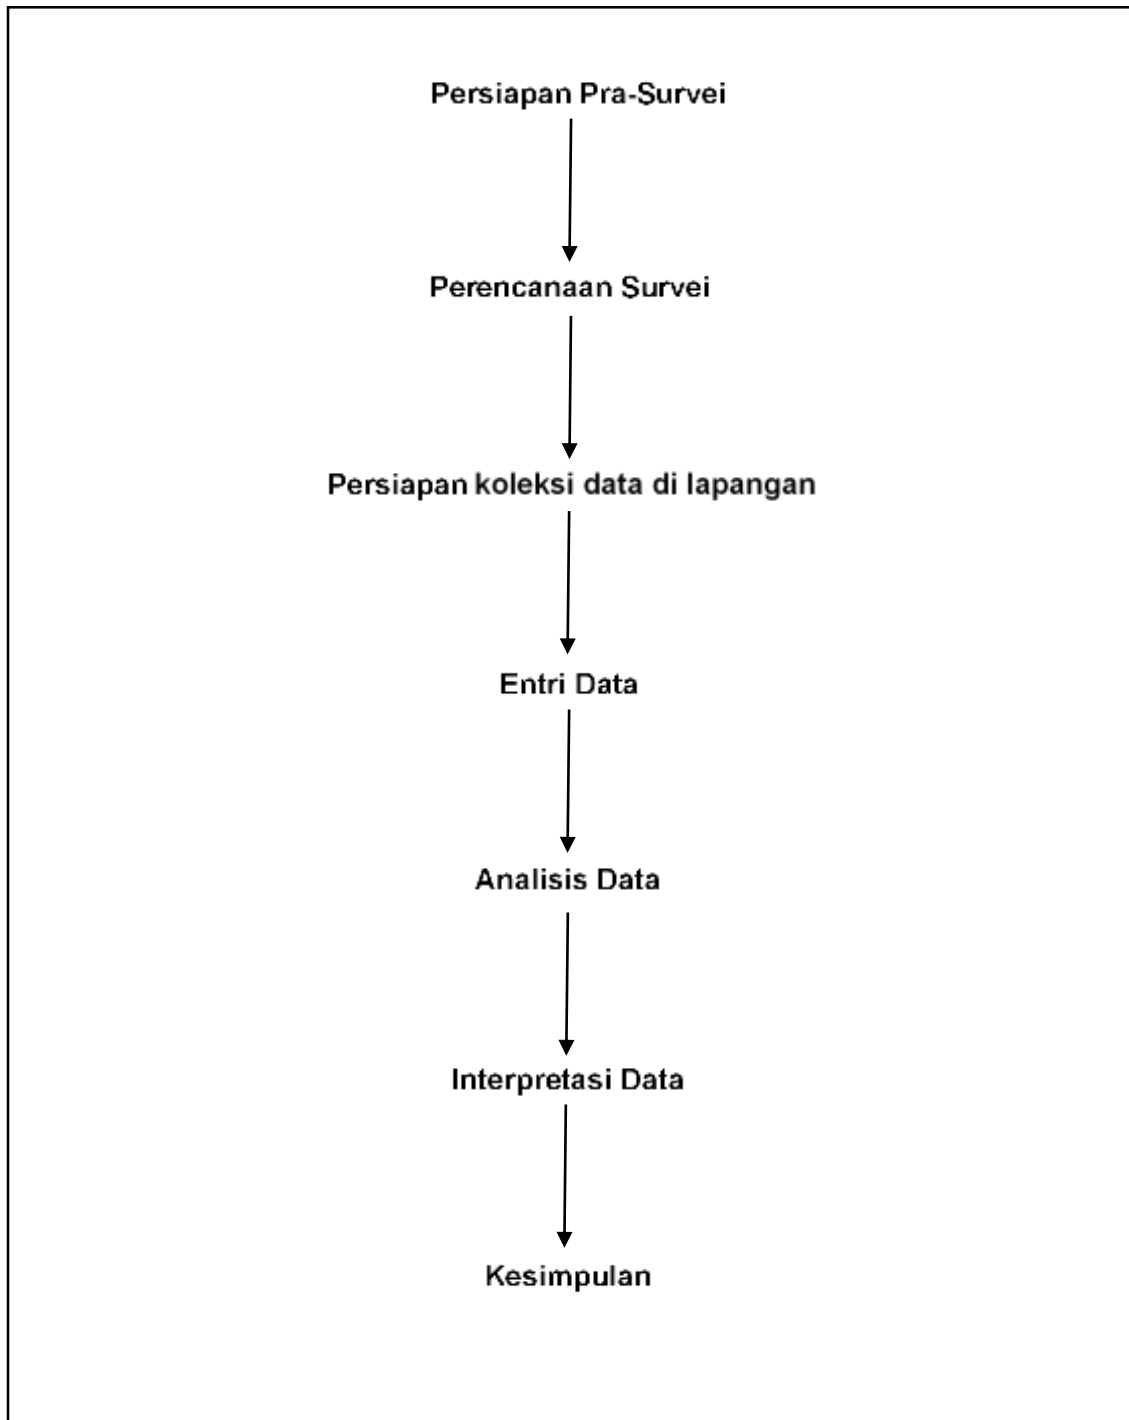 Persiapan Pra-Survei
Perencanaan Survei
Persiapan koleksi data di lapangan
Entri Data
Analisis Data
Interpretasi Data
Kesimpulan